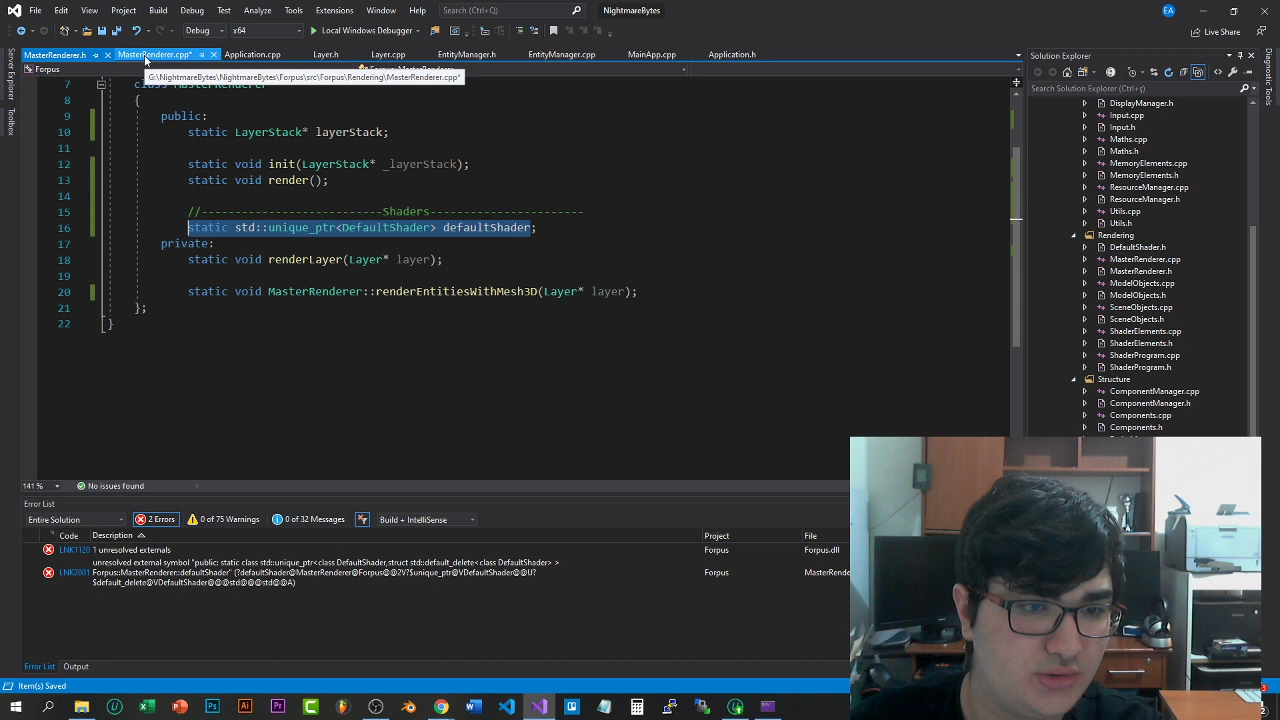 File Edit View Project Build Debug Test Analyze Tools Extensions Window Help Search (Ctrl+Q) NightmareBytes EA
Debug x64 Local Windows Debugger Live Share
MasterRenderer.h MasterRenderer.cpp* Application.cpp Layer.h Layer.cpp EntityManager.h EntityManager.cpp MainApp.cpp Application.h
Forpus
G:\NightmareBytes\NightmareBytes\Forpus\src\Forpus\Rendering\MasterRenderer.cpp*
Server Explorer
Toolbox
7 class MasterRenderer
8 {
9 public:
10 static LayerStack* layerStack;
11
12 static void init(LayerStack* _layerStack);
13 static void render();
14
15 //---------------------------Shaders-----------------------
16 static std::unique_ptr<DefaultShader> defaultShader;
private:
18 static void renderLayer(Layer* layer);
19
20 static void MasterRenderer::renderEntitiesWithMesh3D(Layer* layer);
21 };
22 }
141 % No issues found
Error List
Entire Solution 2 Errors 0 of 75 Warnings 0 of 32 Messages Build + IntelliSense
Code Description Project File
LNK1120 1 unresolved externals Forpus Forpus.dll
LNK2001 unresolved external symbol "public: static class std::unique_ptr<class DefaultShader,struct std::default_delete<class DefaultShader> >
Forpus::MasterRenderer::defaultShader" (?defaultShader@MasterRenderer@Forpus@@2V?$unique_ptr@VDefaultShader@@U? Forpus MasterRende
$default_delete@VDefaultShader@@@std@@@std@@A)
Error List Output
Item(s) Saved
Solution Explorer
Search Solution Explorer (Ctrl+ş)
DisplayManager.h
Input.cpp
Input.h
Maths.cpp
Maths.h
MemoryElements.cpp
MemoryElements.h
ResourceManager.cpp
ResourceManager.h
Utils.cpp
Utils.h
Rendering
DefaultShader.h
MasterRenderer.cpp
MasterRenderer.h
ModelObjects.cpp
ModelObjects.h
SceneObjects.cpp
SceneObjects.h
ShaderElements.cpp
ShaderElements.h
ShaderProgram.cpp
ShaderProgram.h
Structure
ComponentManager.cpp
ComponentManager.h
Components.cpp
Components.h
Diagnostic Tools